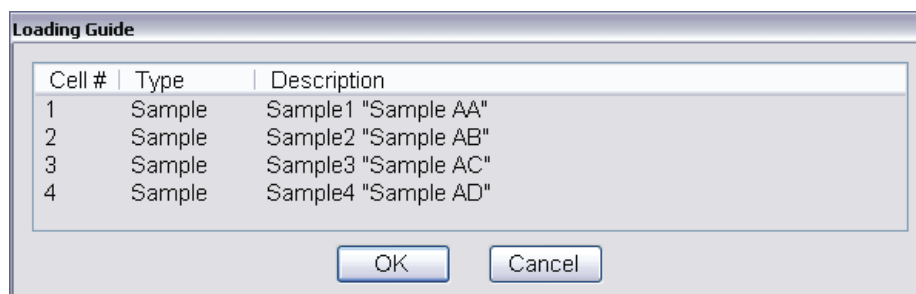 Loading Guide
Cell # Type Description
1 Sample Sample1 "Sample AA"
2 Sample Sample2 "Sample AB"
3 Sample Sample3 "Sample AC"
4 Sample Sample4 "Sample AD"
OK Cancel